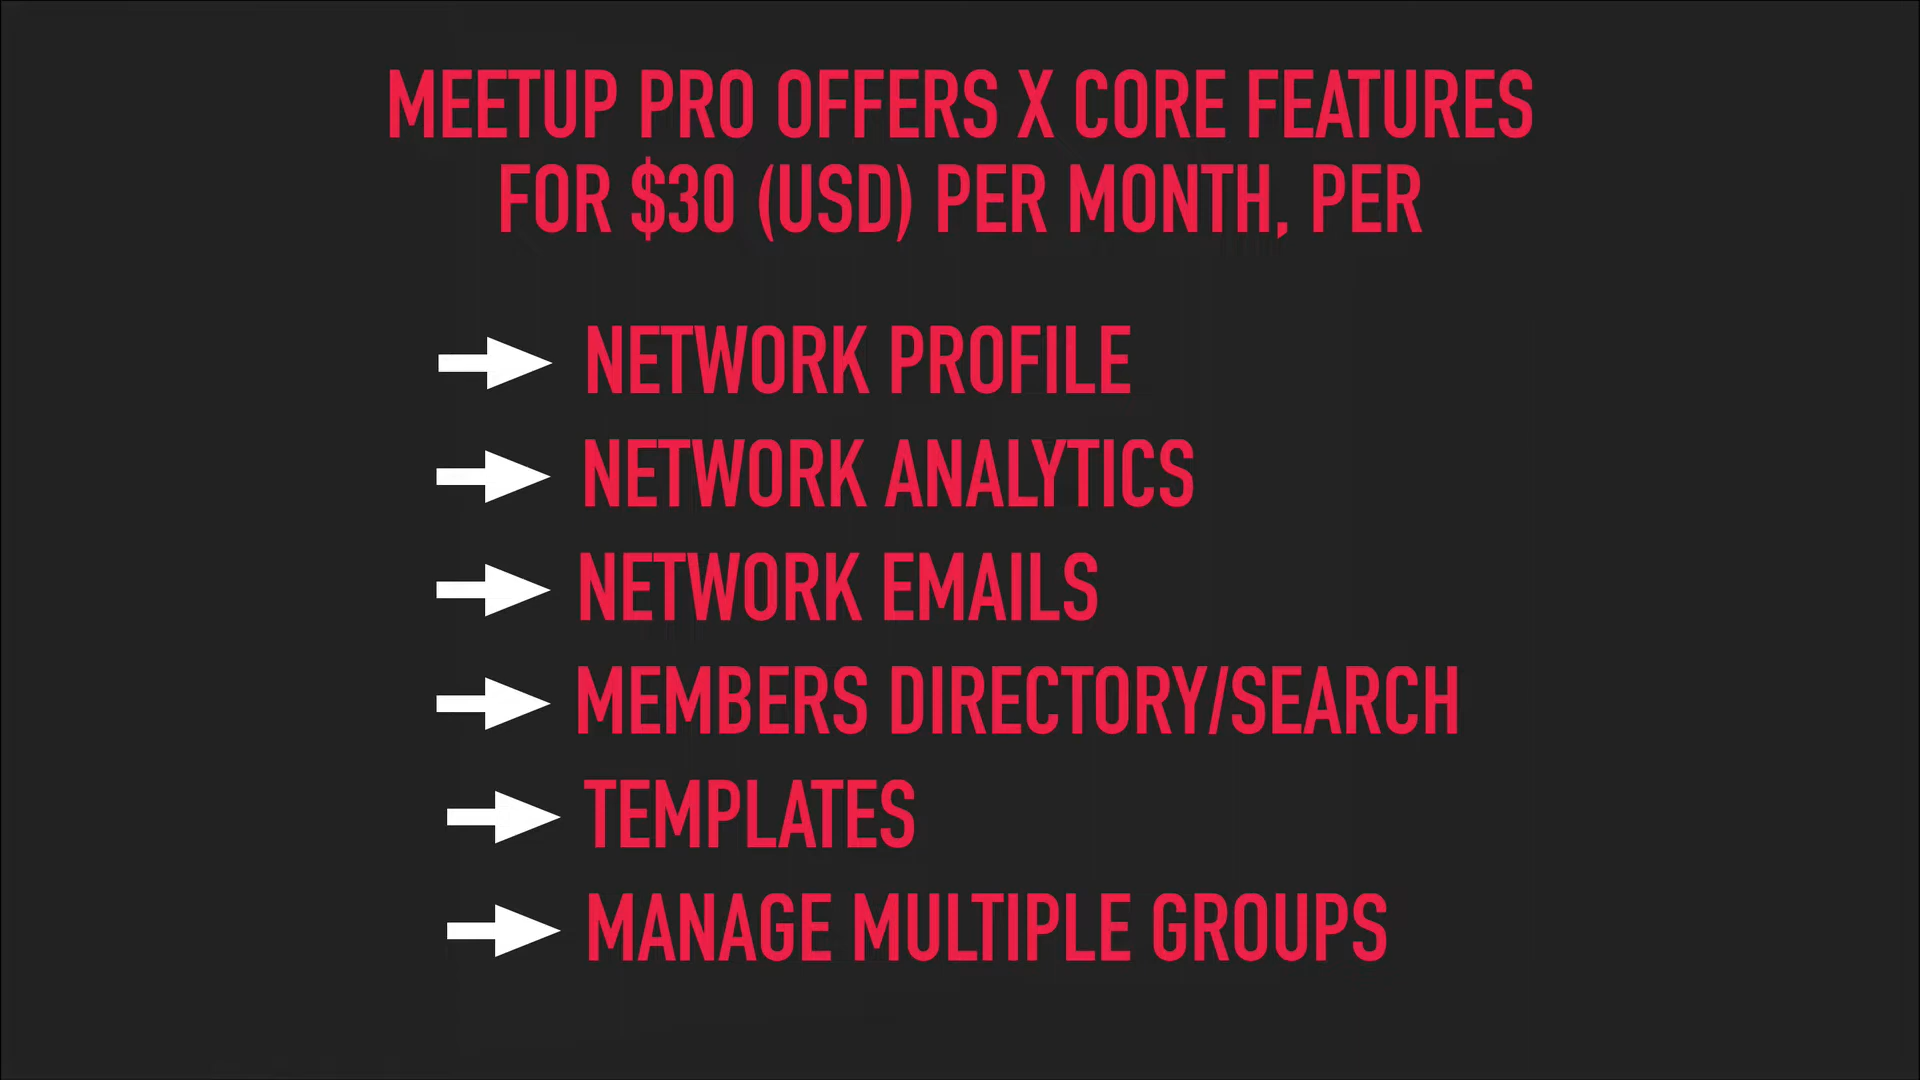 MEETUP PRO OFFERS X CORE FEATURES
FOR $30 (USD) PER MONTH, PER
NETWORK PROFILE
NETWORK ANALYTICS
NETWORK EMAILS
MEMBERS DIRECTORY/SEARCH
TEMPLATES
MANAGE MULTIPLE GROUPS